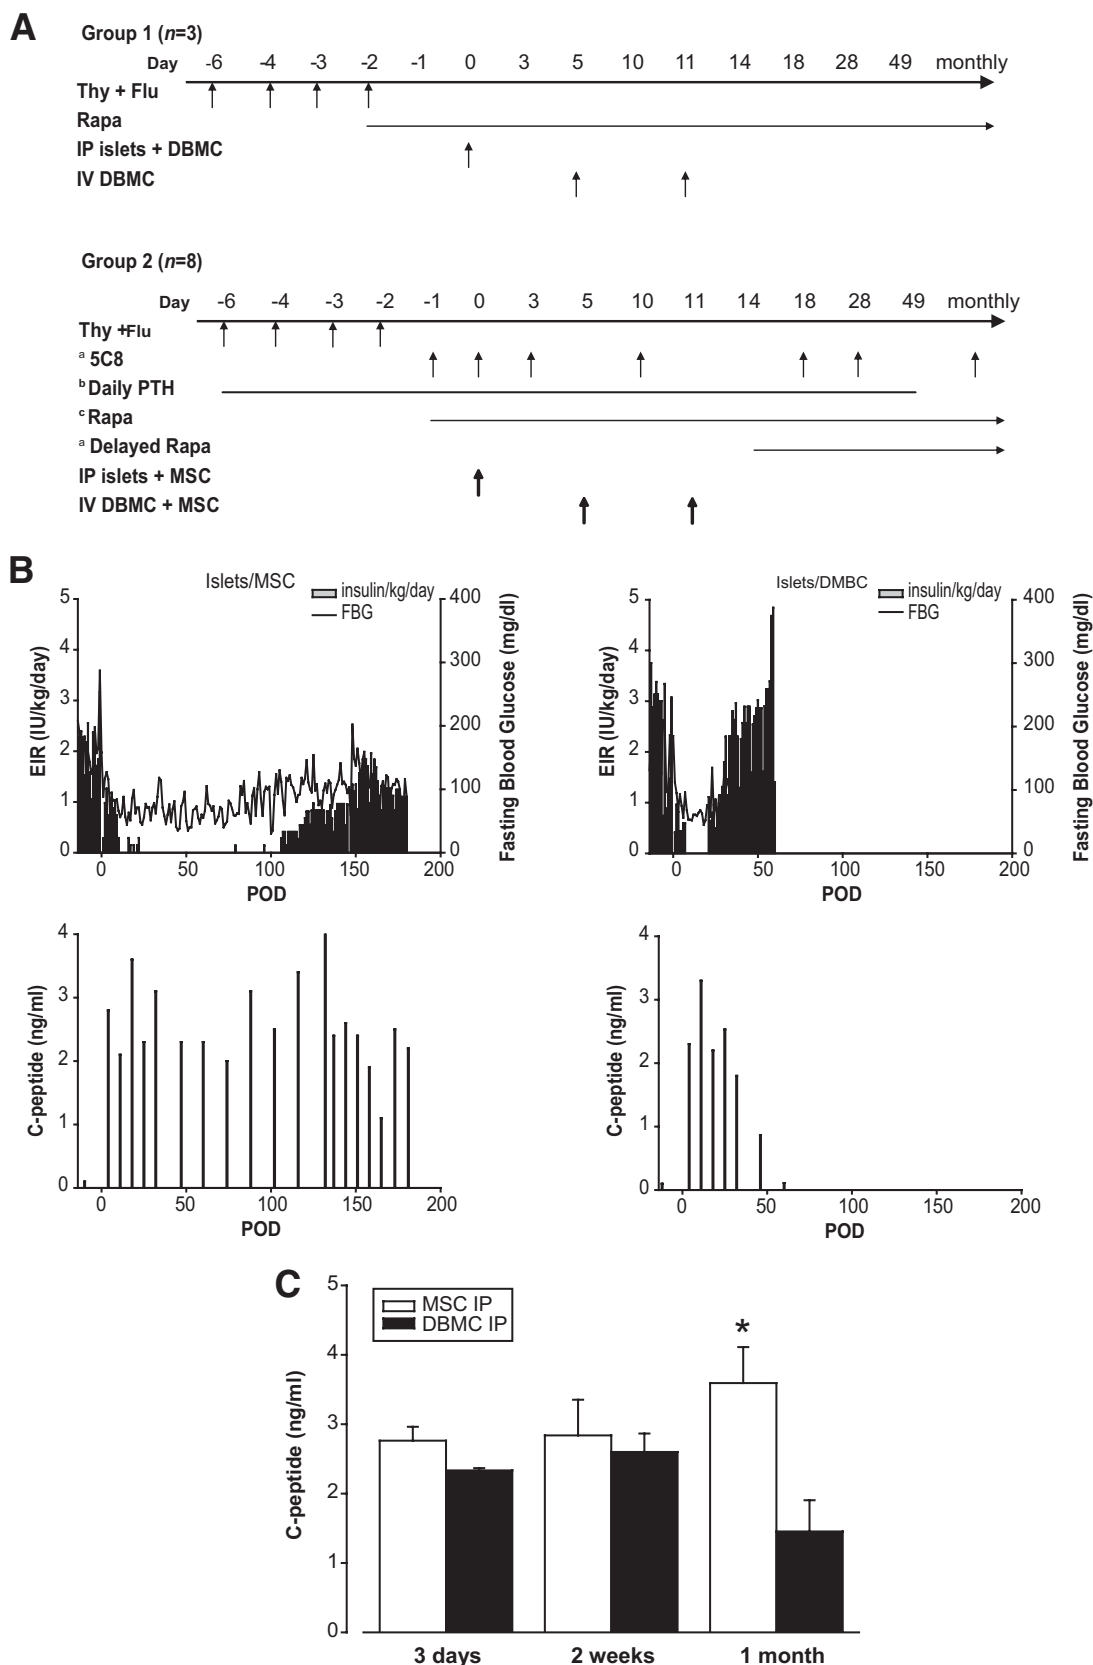 A
Group 1 (n=3)
Day -6 -4 -3 -2 -1 0 3 5 10 11 14 18 28 49 monthly
Thy + Flu
Rapa
IP islets + DBMC
IV DBMC
Group 2 (n=8)
Day -6 -4 -3 -2 -1 0 3 5 10 11 14 18 28 49 monthly
Thy +Flu
a 5C8
b Daily PTH
c Rapa
a Delayed Rapa
IP islets + MSC
IV DBMC + MSC
B
Islets/MSC
insulin/kg/day
FBG
EIR (IU/kg/day)
5
4
3
2
1
0
400
300
200
100
0
Fasting Blood Glucose (mg/dl)
0 50 100 150 200
POD
Islets/DMBC
insulin/kg/day
FBG
EIR (IU/kg/day)
5
4
3
2
1
0
400
300
200
100
0
Fasting Blood Glucose (mg/dl)
0 50 100 150 200
POD
C-peptide (ng/ml)
4
3
2
1
0
0 50 100 150 200
POD
C-peptide (ng/ml)
4
3
2
1
0
0 50 100 150 200
POD
C
MSC IP
DBMC IP
C-peptide (ng/ml)
5
4
3
2
1
0
*
3 days 2 weeks 1 month